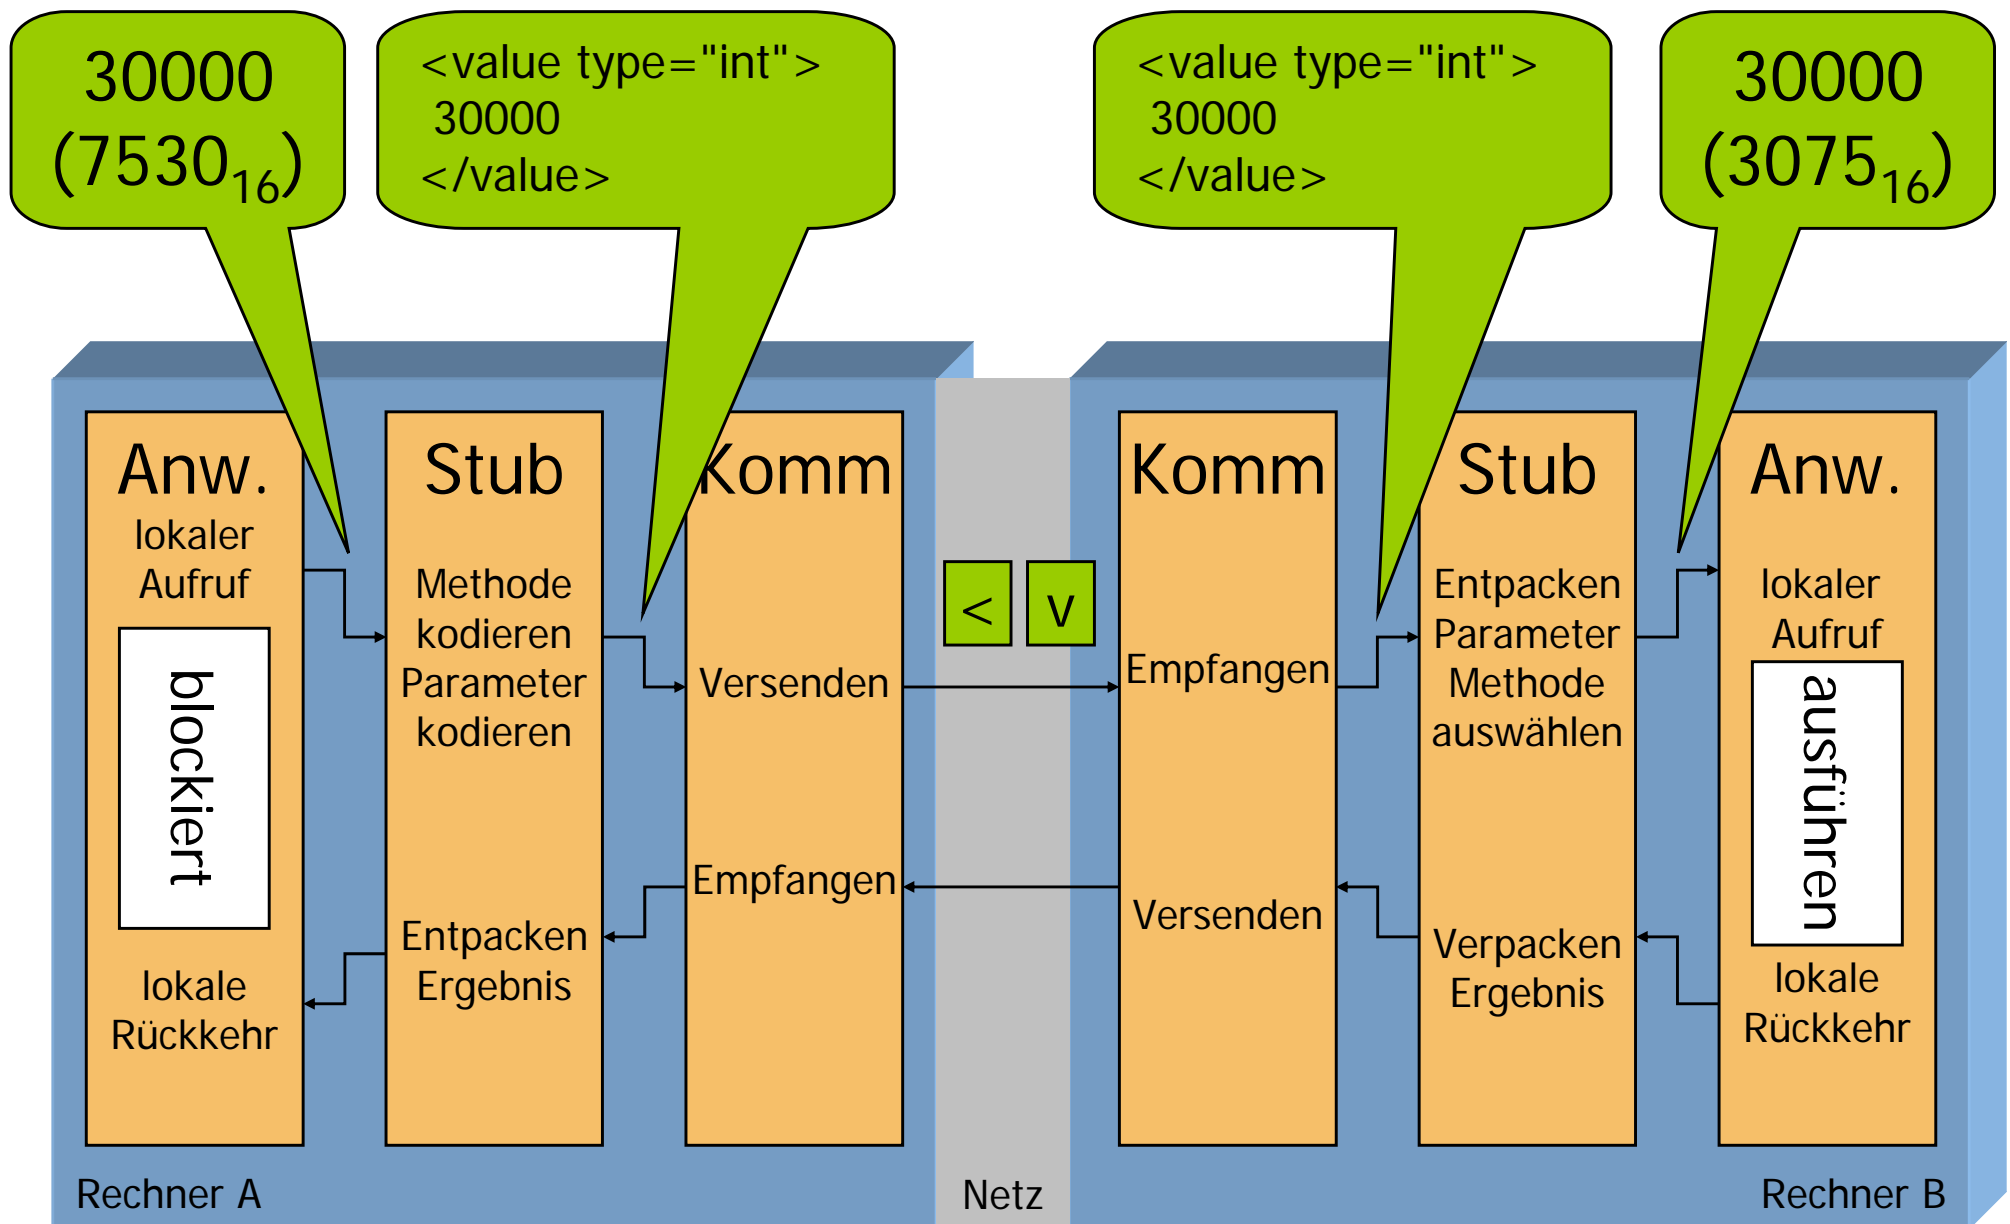 30000
(7530₁₆)
<value type="int">
30000
</value>
<value type="int">
30000
</value>
30000
(3075₁₆)
Anw.
lokaler
Aufruf
blockiert
lokale
Rückkehr
Stub
Methode
kodieren
Parameter
kodieren
Entpacken
Ergebnis
Komm
Versenden
Empfangen
< v
Komm
Empfangen
Versenden
Stub
Entpacken
Parameter
Methode
auswählen
Verpacken
Ergebnis
Anw.
lokaler
Aufruf
ausführen
lokale
Rückkehr
Rechner A
Netz
Rechner B